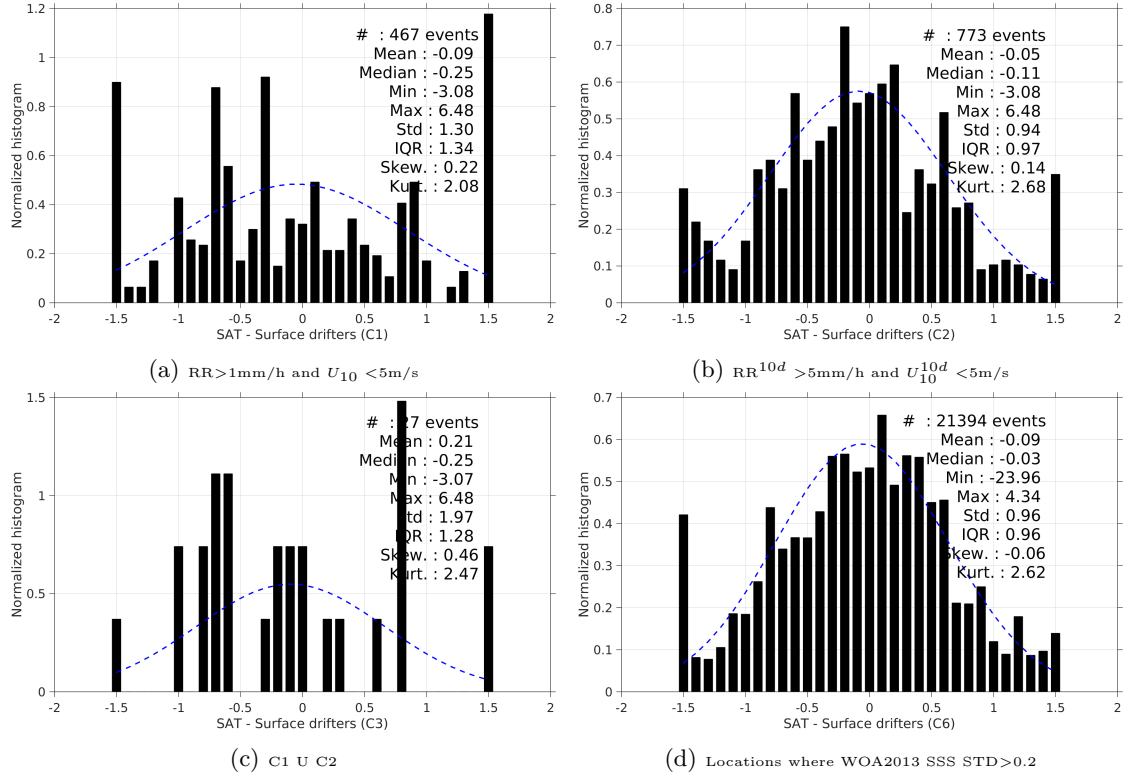 1.2
1
0.8
0.6
0.4
0.2
0
Normalized histogram
# : 467 events
Mean : -0.09
Median : -0.25
Min : -3.08
Max : 6.48
Std : 1.30
IQR : 1.34
Skew. : 0.22
Kurt. : 2.08
-2 -1.5 -1 -0.5 0 0.5 1 1.5 2
SAT - Surface drifters (C1)
(a) RR>1mm/h and U10 <5m/s
0.8
0.7
0.6
0.5
0.4
0.3
0.2
0.1
0
Normalized histogram
# : 773 events
Mean : -0.05
Median : -0.11
Min : -3.08
Max : 6.48
Std : 0.94
IQR : 0.97
Skew. : 0.14
Kurt. : 2.68
-2 -1.5 -1 -0.5 0 0.5 1 1.5 2
SAT - Surface drifters (C2)
(b) RR10d >5mm/h and U10d10 <5m/s
1.5
1
0.5
0
Normalized histogram
# : 27 events
Mean : 0.21
Median : -0.25
Min : -3.07
Max : 6.48
Std : 1.97
IQR : 1.28
Skew. : 0.46
Kurt. : 2.47
-2 -1.5 -1 -0.5 0 0.5 1 1.5 2
SAT - Surface drifters (C3)
(c) C1 U C2
0.7
0.6
0.5
0.4
0.3
0.2
0.1
0
Normalized histogram
# : 21394 events
Mean : -0.09
Median : -0.03
Min : -23.96
Max : 4.34
Std : 0.96
IQR : 0.96
Skew. : -0.06
Kurt. : 2.62
-2 -1.5 -1 -0.5 0 0.5 1 1.5 2
SAT - Surface drifters (C6)
(d) Locations where WOA2013 SSS STD>0.2